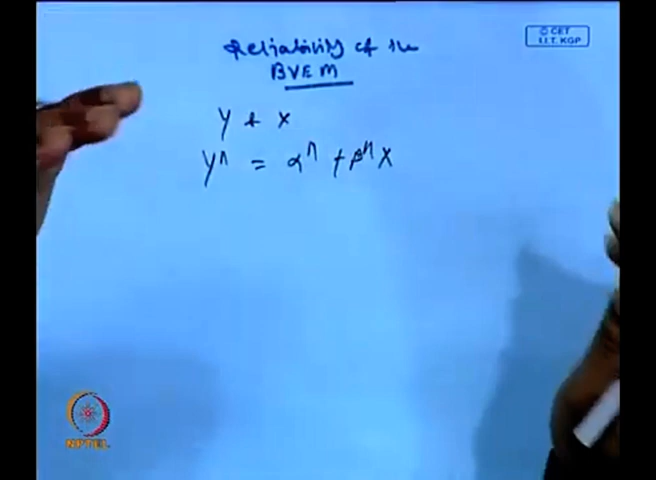 Reliability of the
BVEM
© CET
I.I.T. KGP
Y & X
Y^ = α^ + β^ X
NPTEL